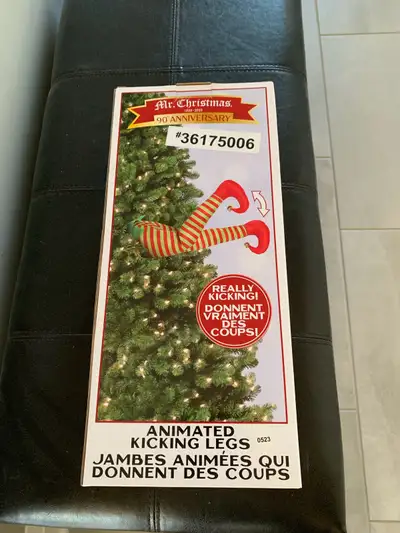 Mr. Christmas
90TH ANNIVERSARY
#36175006
REALLY
KICKING!
DONNENT
VRAIMENT
DES
COUPS!
ANIMATED
KICKING LEGS 0523
JAMBES ANIMÉES QUI
DONNENT DES COUPS